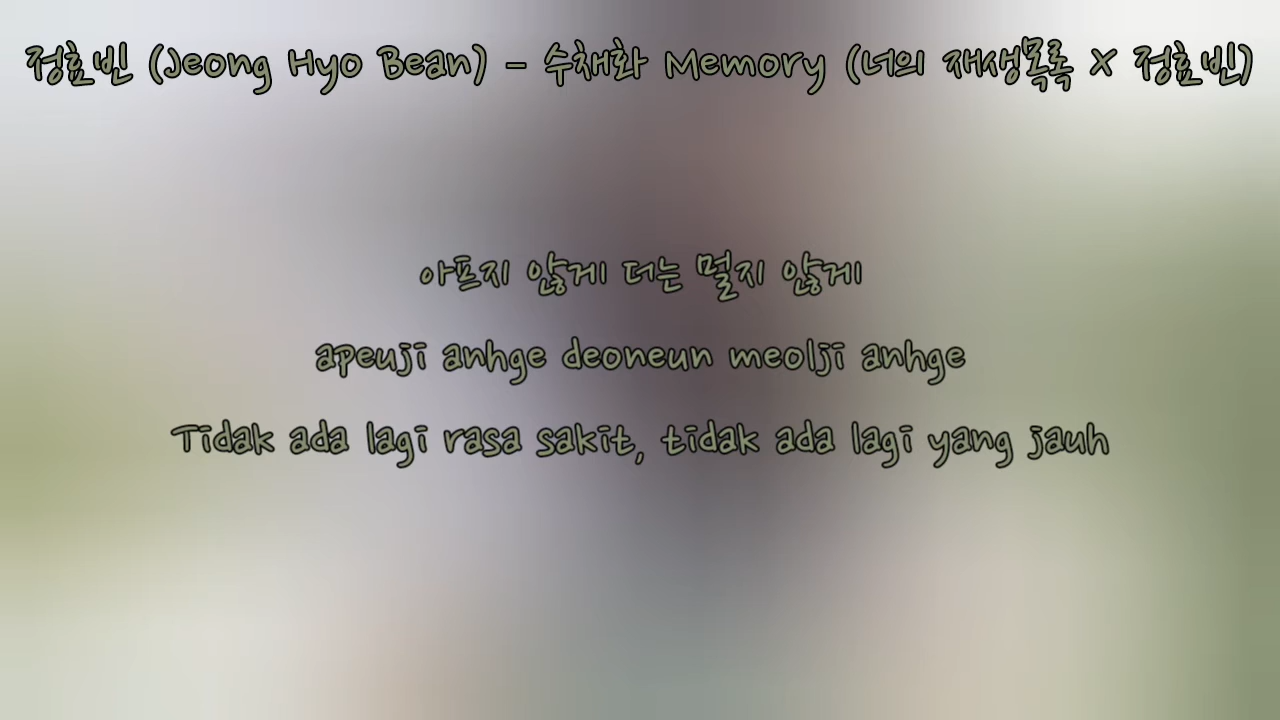 정효빈 (Jeong Hyo Bean) - 수채화 Memory (너의 재생목록 X 정효빈)
아프지 않게 더는 멀지 않게
apeuji anhge deoneun meolji anhge
Tidak ada lagi rasa sakit, tidak ada lagi yang jauh